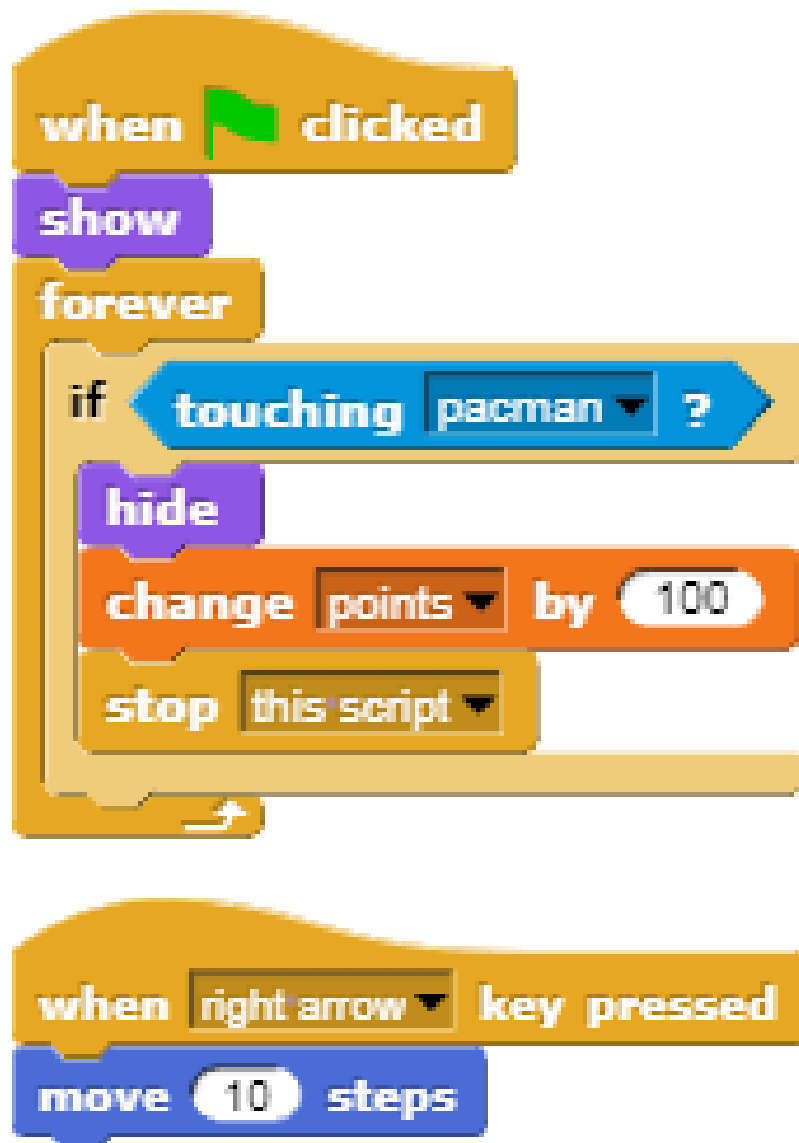 when clicked
show
forever
if touching pacman ?
hide
change points by 100
stop this script
when right arrow key pressed
move 10 steps